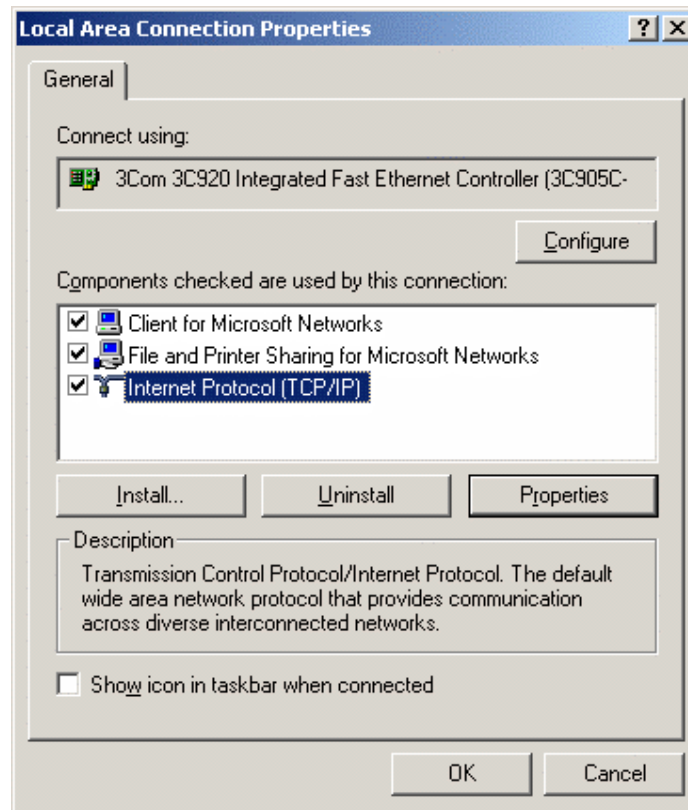 Local Area Connection Properties
General
Connect using:
3Com 3C920 Integrated Fast Ethernet Controller (3C905C-
Configure
Components checked are used by this connection:
Client for Microsoft Networks
File and Printer Sharing for Microsoft Networks
Internet Protocol (TCP/IP)
Install... Uninstall Properties
Description
Transmission Control Protocol/Internet Protocol. The default
wide area network protocol that provides communication
across diverse interconnected networks.
Show icon in taskbar when connected
OK Cancel